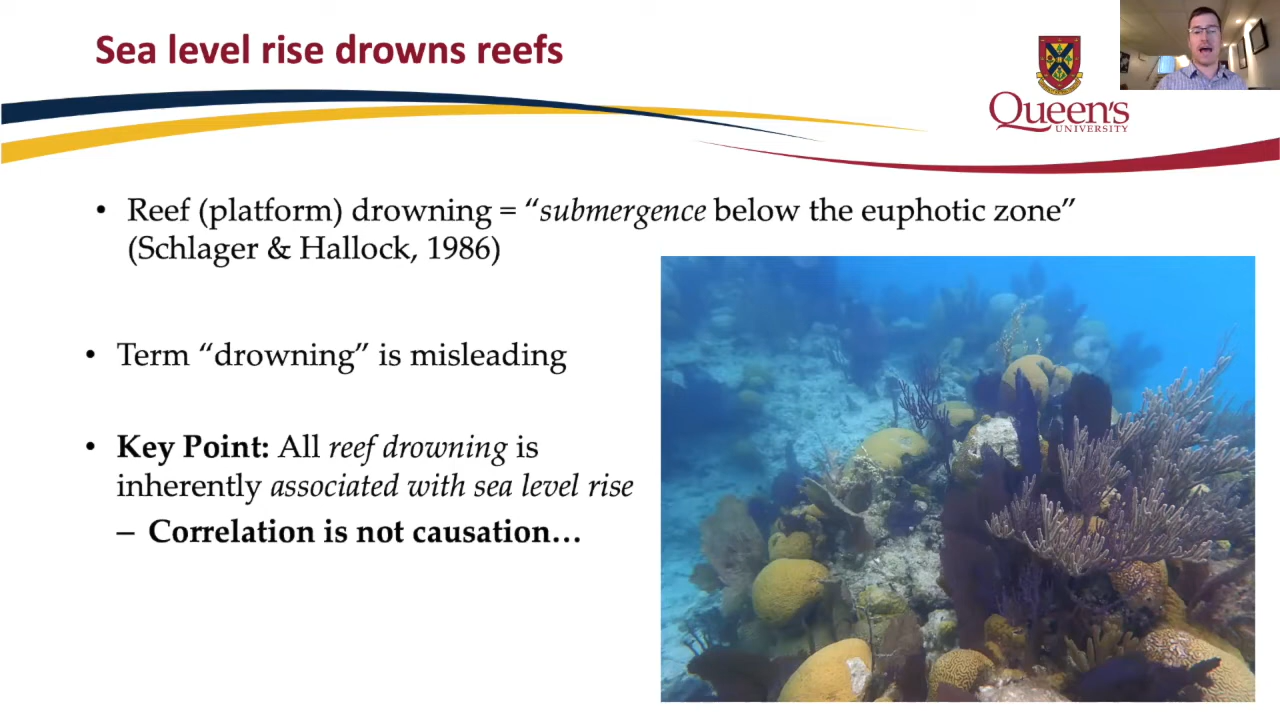 Sea level rise drowns reefs
Queen's
UNIVERSITY
• Reef (platform) drowning = “submergence below the euphotic zone”
(Schlager & Hallock, 1986)
• Term “drowning” is misleading
• Key Point: All reef drowning is
inherently associated with sea level rise
– Correlation is not causation…